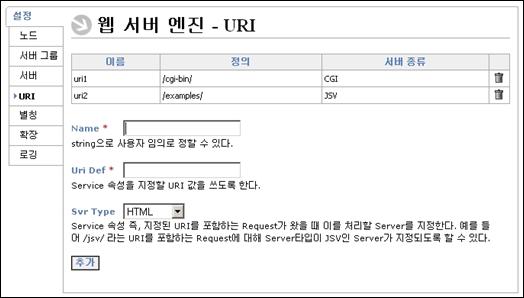 설정
노드
서버 그룹
서버
URI
별칭
확장
로깅
웹 서버 엔진 - URI
이름 정의 서버 종류
uri1 /cgi-bin/ CGI
uri2 /examples/ JSV
Name *
string으로 사용자 임의로 정할 수 있다.
Uri Def *
Service 속성을 지정할 URI 값을 쓰도록 한다.
Svr Type HTML
Service 속성 즉, 지정된 URI를 포함하는 Request가 왔을 때 이를 처리할 Server를 지정한다. 예를 들
어 /jsv/ 라는 URI를 포함하는 Request에 대해 Server타입이 JSV인 Server가 지정되도록 할 수 있다.
추가